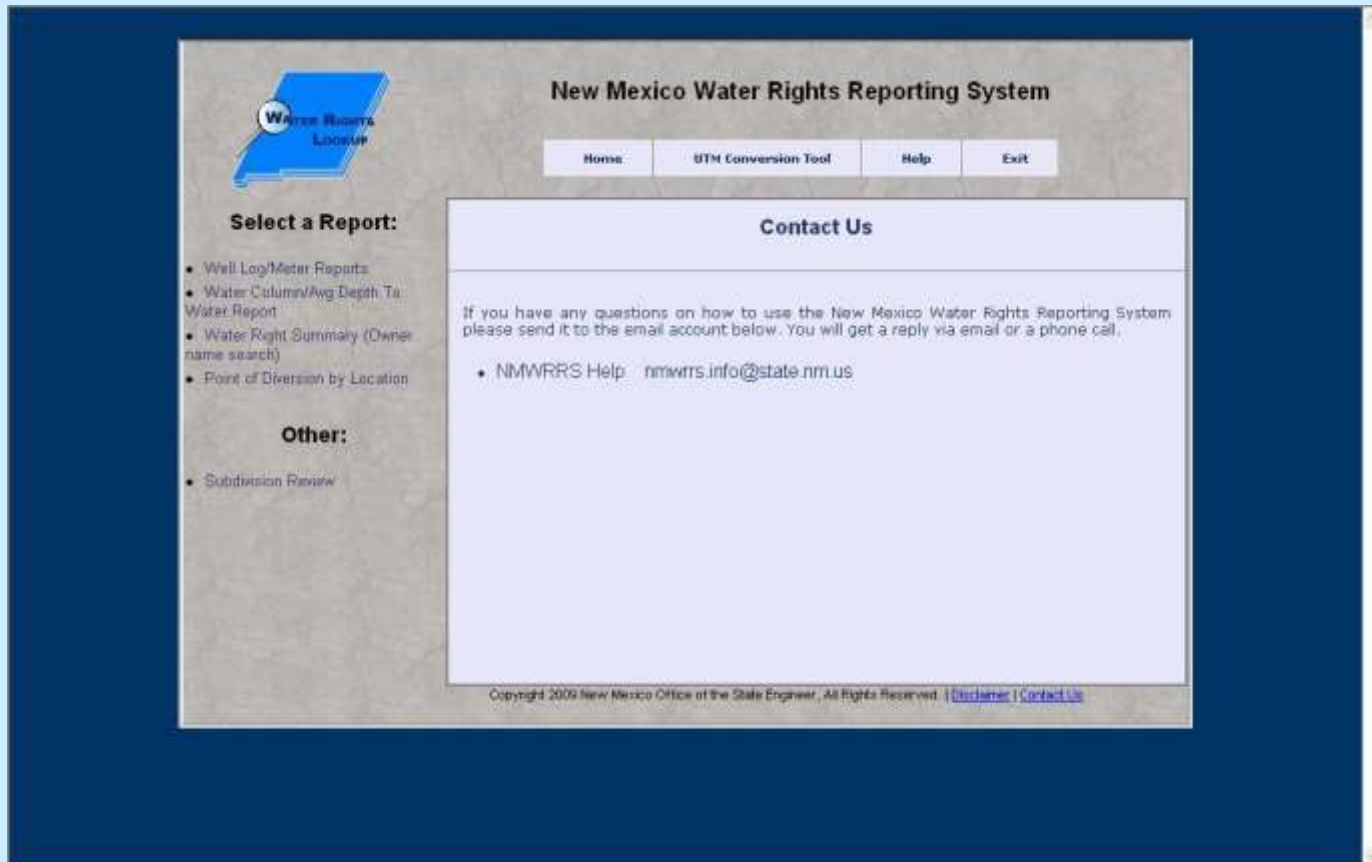 WATER RIGHTS
LOOKUP
New Mexico Water Rights Reporting System
Home UTM Conversion Tool Help Exit
Select a Report:
• Well Log/Meter Reports
• Water Column/Avg Depth To
Water Report
• Water Right Summary (Owner
name search)
• Point of Diversion by Location
Other:
• Subdivision Review
Contact Us
If you have any questions on how to use the New Mexico Water Rights Reporting System
please send it to the email account below. You will get a reply via email or a phone call.
• NMWRRS Help nmwrrs.info@state.nm.us
Copyright 2009 New Mexico Office of the State Engineer, All Rights Reserved. | Disclaimer | Contact Us